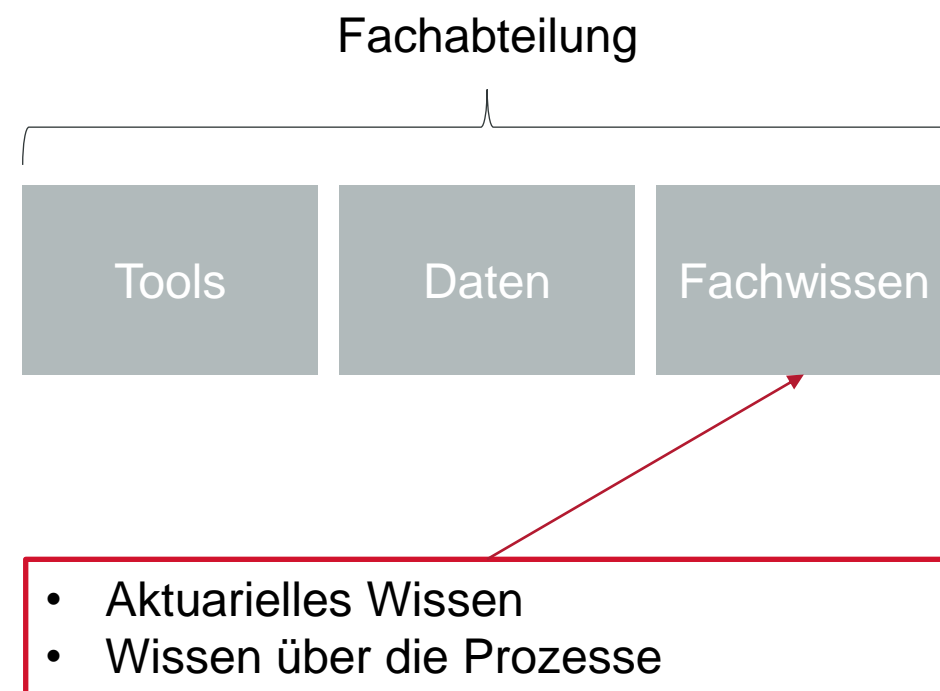 Fachabteilung
Tools
Daten
Fachwissen
• Aktuarielles Wissen
• Wissen über die Prozesse